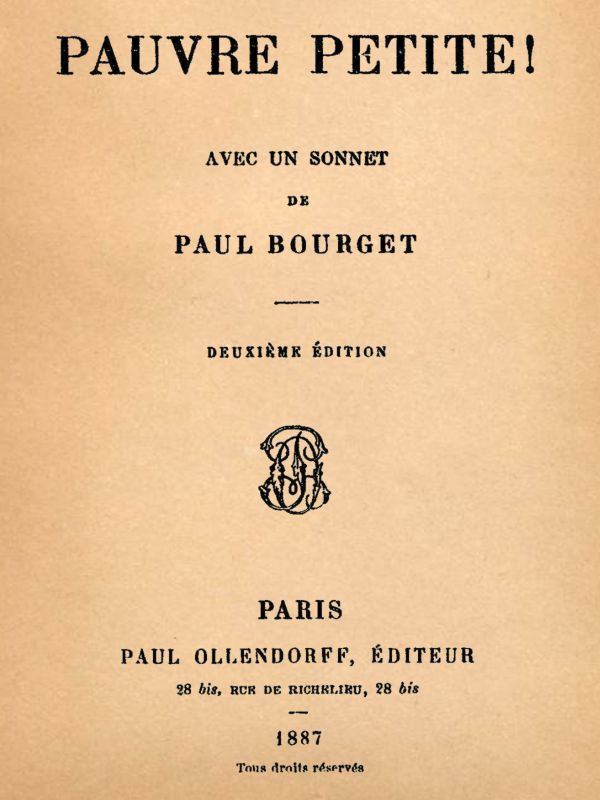 PAUVRE PETITE!
AVEC UN SONNET
DE
PAUL BOURGET
DEUXIÈME ÉDITION
PARIS
PAUL OLLENDORFF, ÉDITEUR
28 bis, RUE DE RICHELIEU, 28 bis
1887
Tous droits réservés